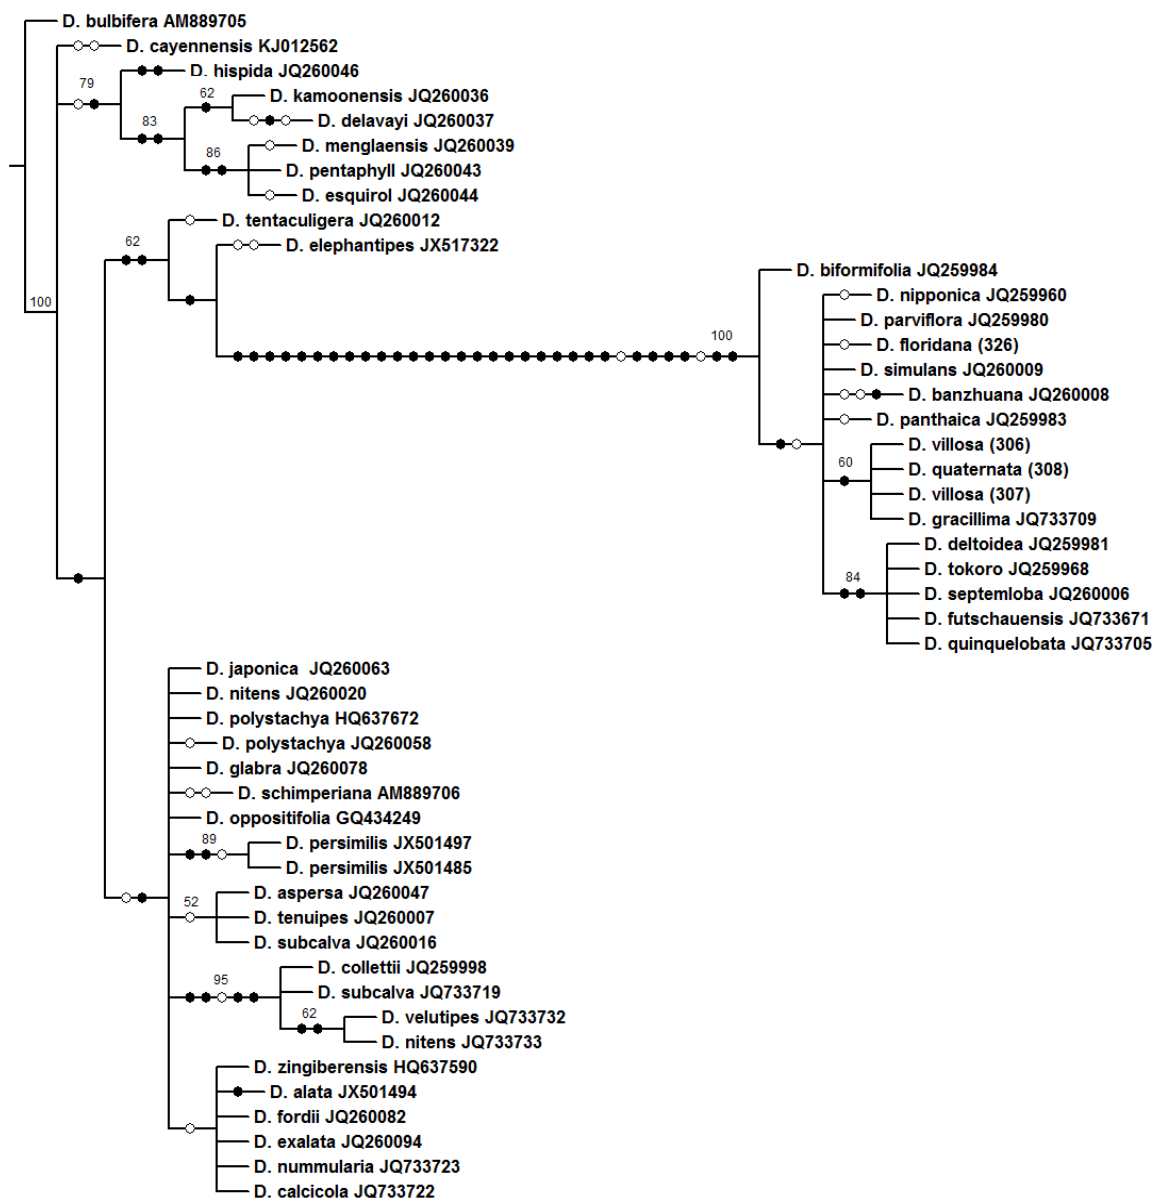 D. bulbifera AM889705
D. cayennensis KJ012562
D. hispida JQ260046
79
D. kamoonensis JQ260036
62
D. delavayi JQ260037
83
D. menglaensis JQ260039
86
D. pentaphyll JQ260043
D. esquirol JQ260044
D. tentaculigera JQ260012
62
D. elephantipes JX517322
D. biformifolia JQ259984
D. nipponica JQ259960
100
D. parviflora JQ259980
100
D. floridana (326)
D. simulans JQ260009
D. banzhuana JQ260008
D. panthaica JQ259983
D. villosa (306)
60
D. quaternata (308)
D. villosa (307)
D. gracillima JQ733709
D. deltoidea JQ259981
D. tokoro JQ259968
84
D. septemloba JQ260006
D. futschauensis JQ733671
D. quinquelobata JQ733705
D. japonica JQ260063
D. nitens JQ260020
D. polystachya HQ637672
D. polystachya JQ260058
D. glabra JQ260078
D. schimperiana AM889706
D. oppositifolia GQ434249
89
D. persimilis JX501497
D. persimilis JX501485
D. aspersa JQ260047
52
D. tenuipes JQ260007
D. subcalva JQ260016
D. collettii JQ259998
95
D. subcalva JQ733719
62
D. velutipes JQ733732
D. nitens JQ733733
D. zingiberensis HQ637590
D. alata JX501494
D. fordii JQ260082
D. exalata JQ260094
D. nummularia JQ733723
D. calcicola JQ733722